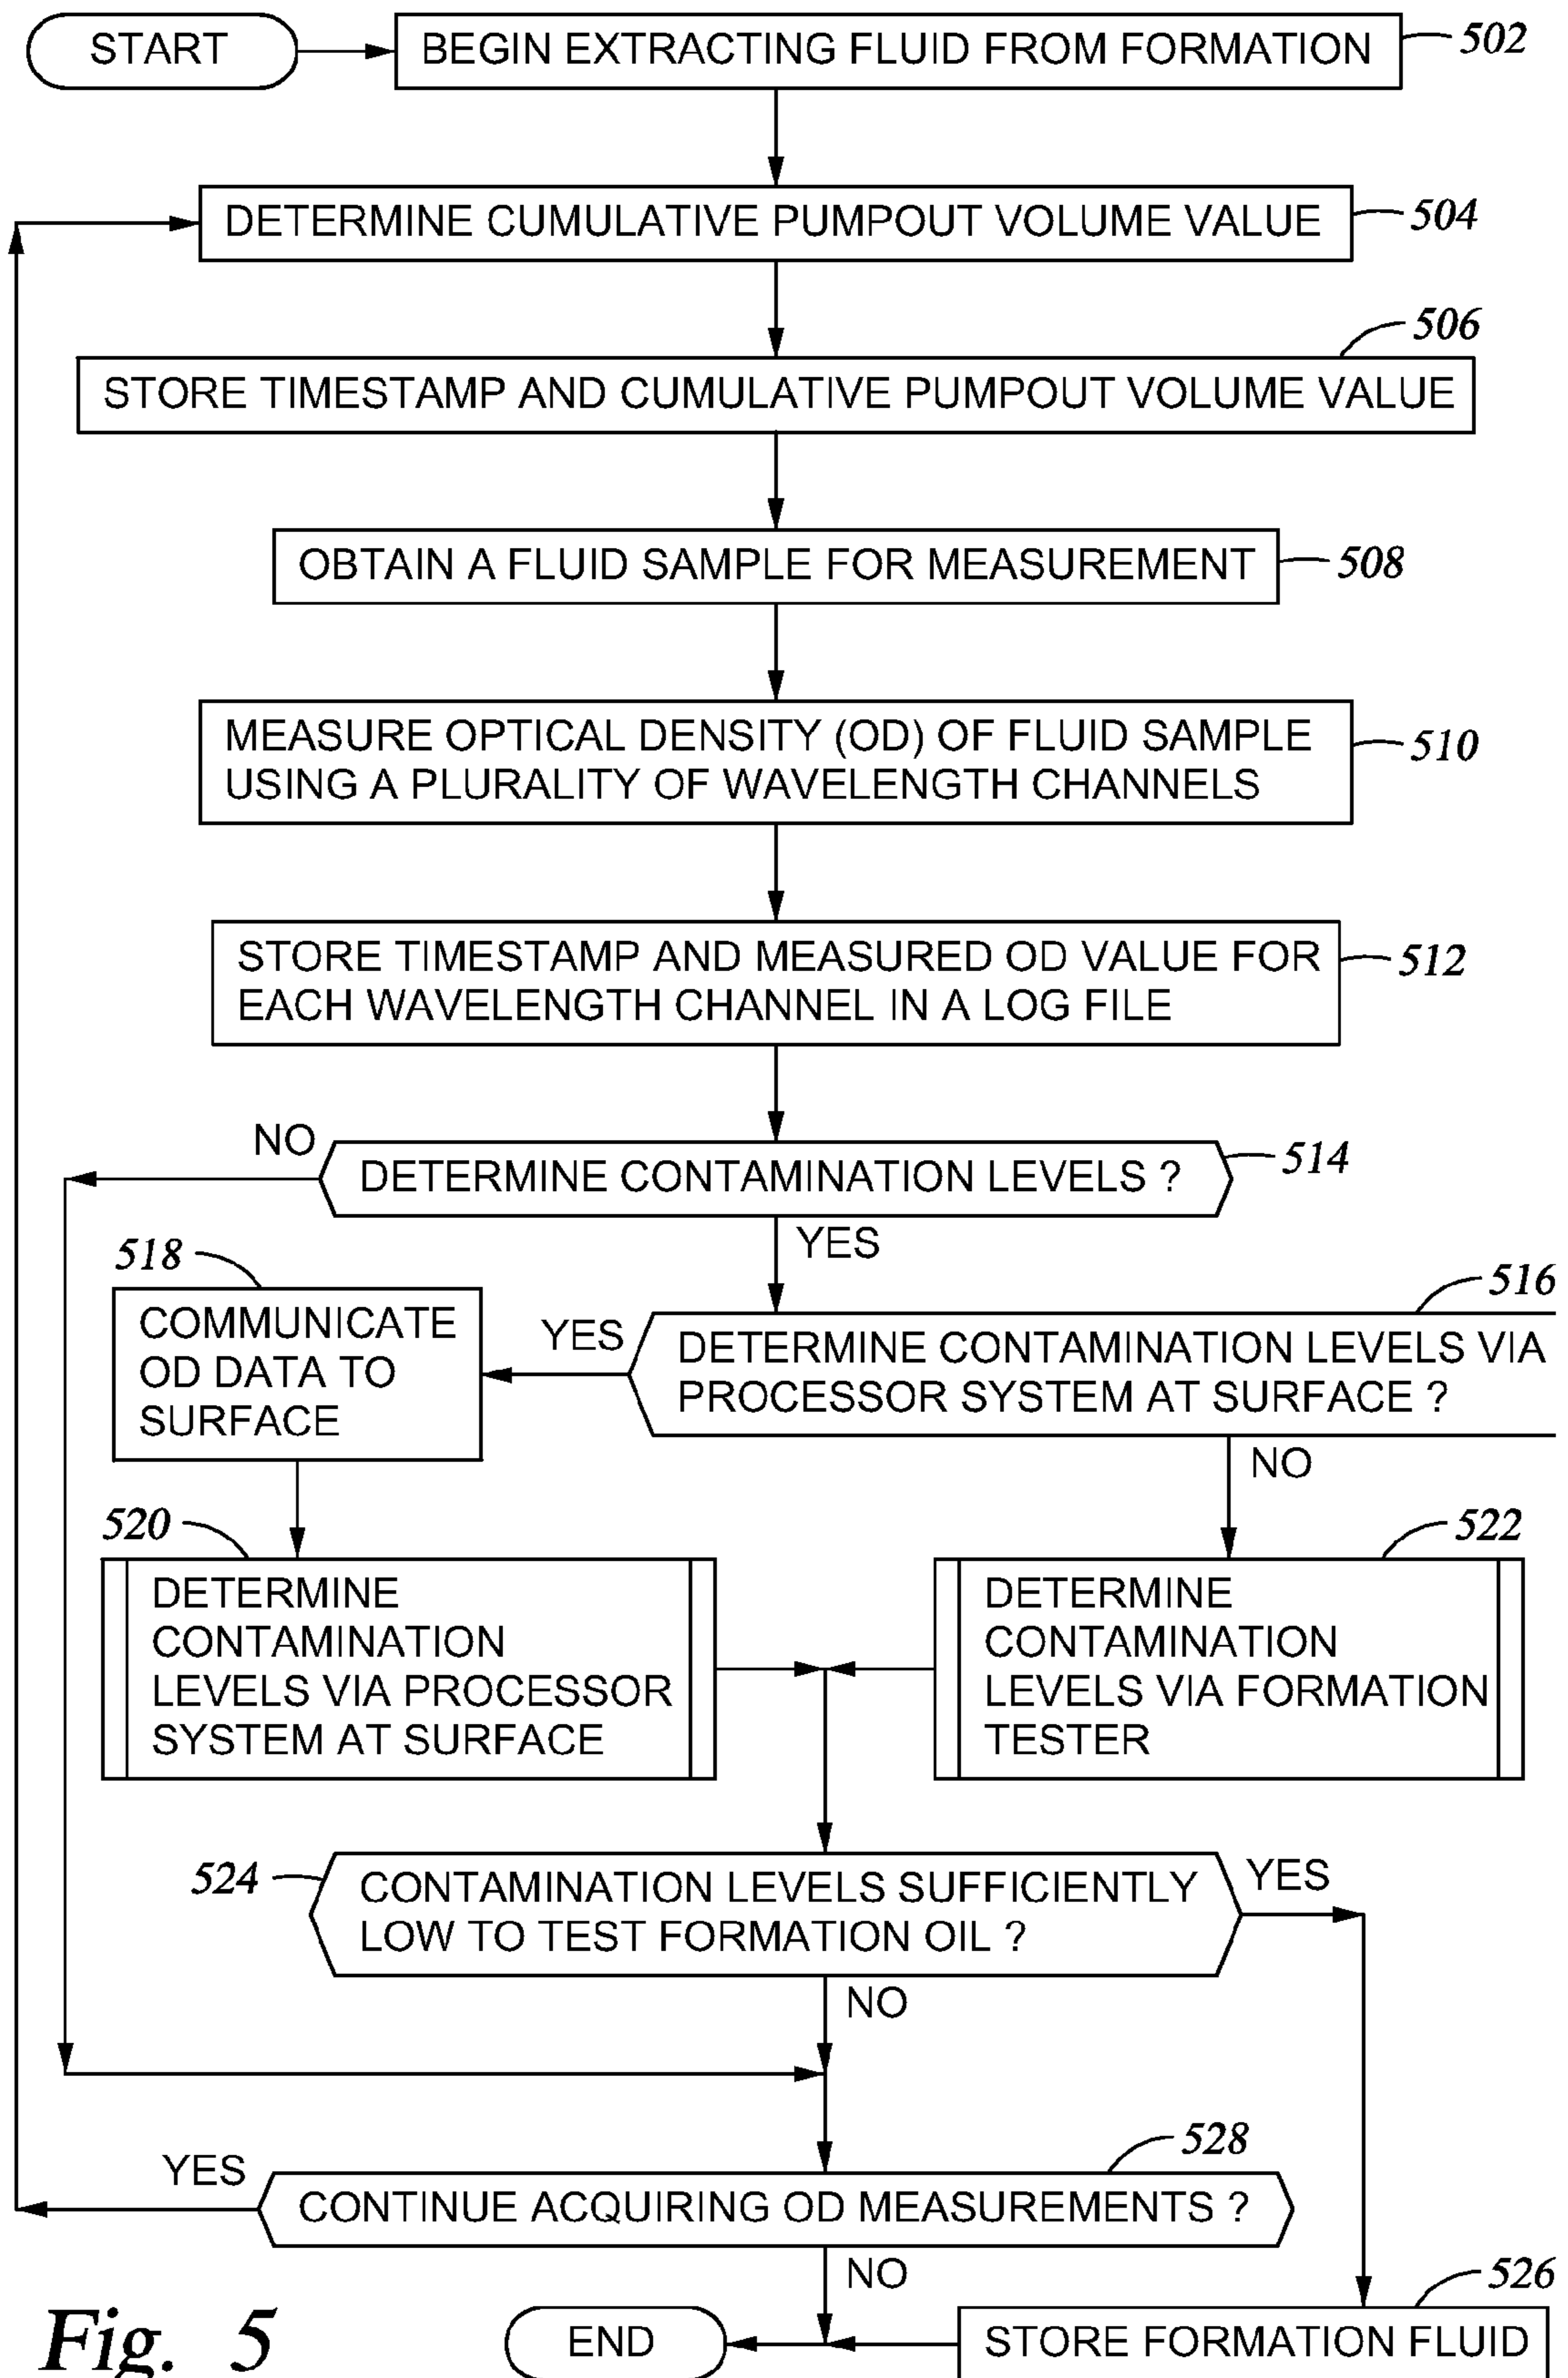 START
BEGIN EXTRACTING FLUID FROM FORMATION
502
DETERMINE CUMULATIVE PUMPOUT VOLUME VALUE
504
506
STORE TIMESTAMP AND CUMULATIVE PUMPOUT VOLUME VALUE
OBTAIN A FLUID SAMPLE FOR MEASUREMENT
508
MEASURE OPTICAL DENSITY (OD) OF FLUID SAMPLE
USING A PLURALITY OF WAVELENGTH CHANNELS
510
STORE TIMESTAMP AND MEASURED OD VALUE FOR
EACH WAVELENGTH CHANNEL IN A LOG FILE
512
NO
DETERMINE CONTAMINATION LEVELS ?
514
YES
518
COMMUNICATE
OD DATA TO
SURFACE
YES
516
DETERMINE CONTAMINATION LEVELS VIA
PROCESSOR SYSTEM AT SURFACE ?
NO
520
DETERMINE
CONTAMINATION
LEVELS VIA PROCESSOR
SYSTEM AT SURFACE
522
DETERMINE
CONTAMINATION
LEVELS VIA FORMATION
TESTER
524
CONTAMINATION LEVELS SUFFICIENTLY
LOW TO TEST FORMATION OIL ?
YES
NO
528
YES
CONTINUE ACQUIRING OD MEASUREMENTS ?
NO
526
END
STORE FORMATION FLUID
Fig. 5